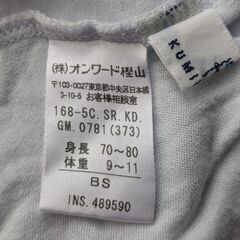 (株)オンワード樫山
〒103-0027東京都中央区日本橋
3-10-5 お客様相談室
168-5C. SR. KD.
GM. 0781 (373)
身長 70~80
体重 9~11
BS
INS. 489590
KUMI